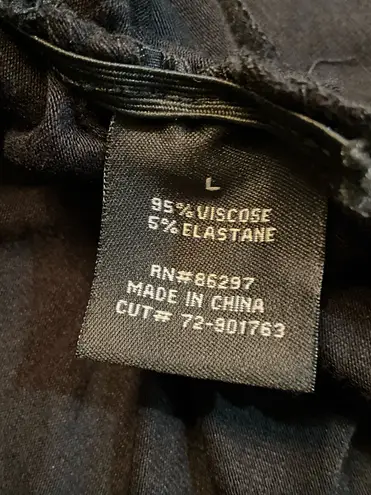 L
95% VISCOSE
5% ELASTANE
RN#86297
MADE IN CHINA
CUT# 72-901763